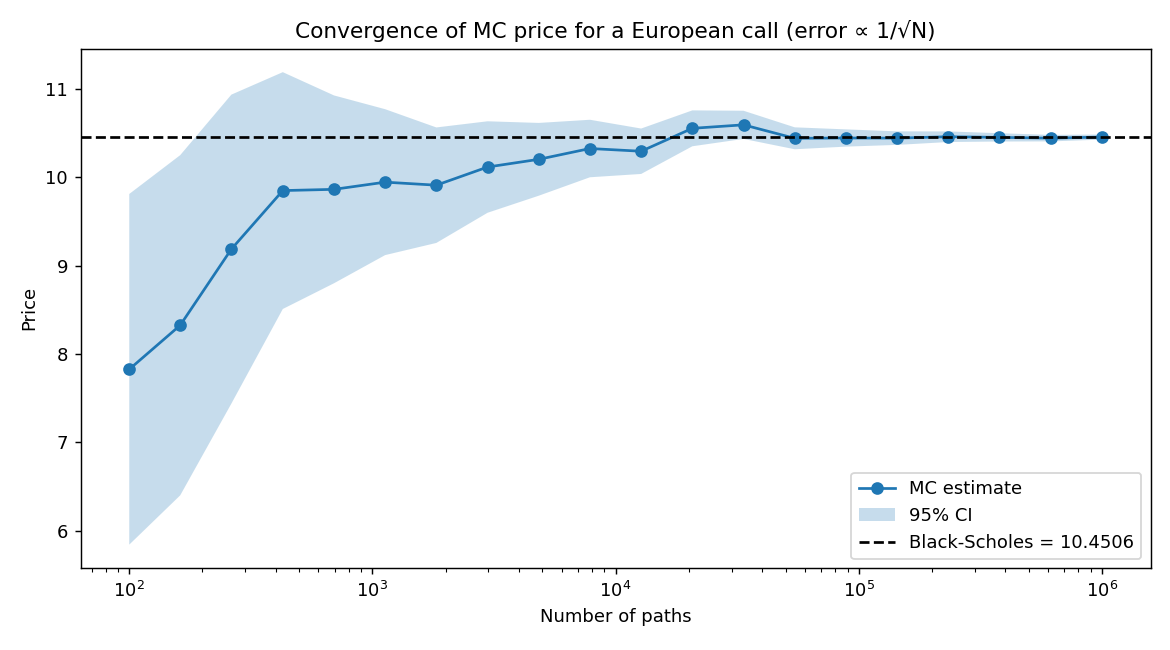 Convergence of MC price for a European call (error ∝ 1/√N)
Price
11
10
9
8
7
6
MC estimate
95% CI
Black-Scholes = 10.4506
10² 10³ 10⁴ 10⁵ 10⁶
Number of paths